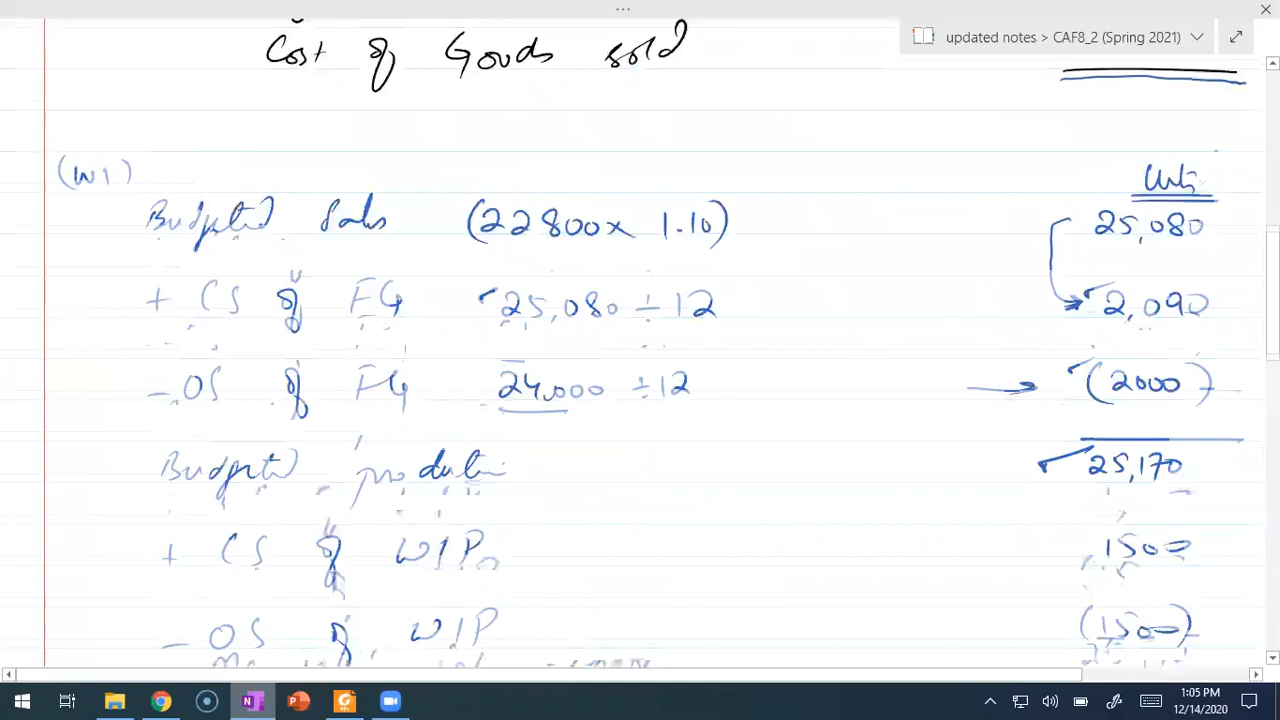 updated notes > CAF8_2 (Spring 2021)
Cost of Goods sold
(W1)
Units
Budgeted Sales (22800x 1.10) 25,080
+ CS of FG 25,080 ÷ 12 2,090
- OS of FG 24,000 ÷ 12 (2000)
Budgeted production 25,170
+ CS of WIP 1500
- OS of WIP (1500)
1:05 PM
12/14/2020